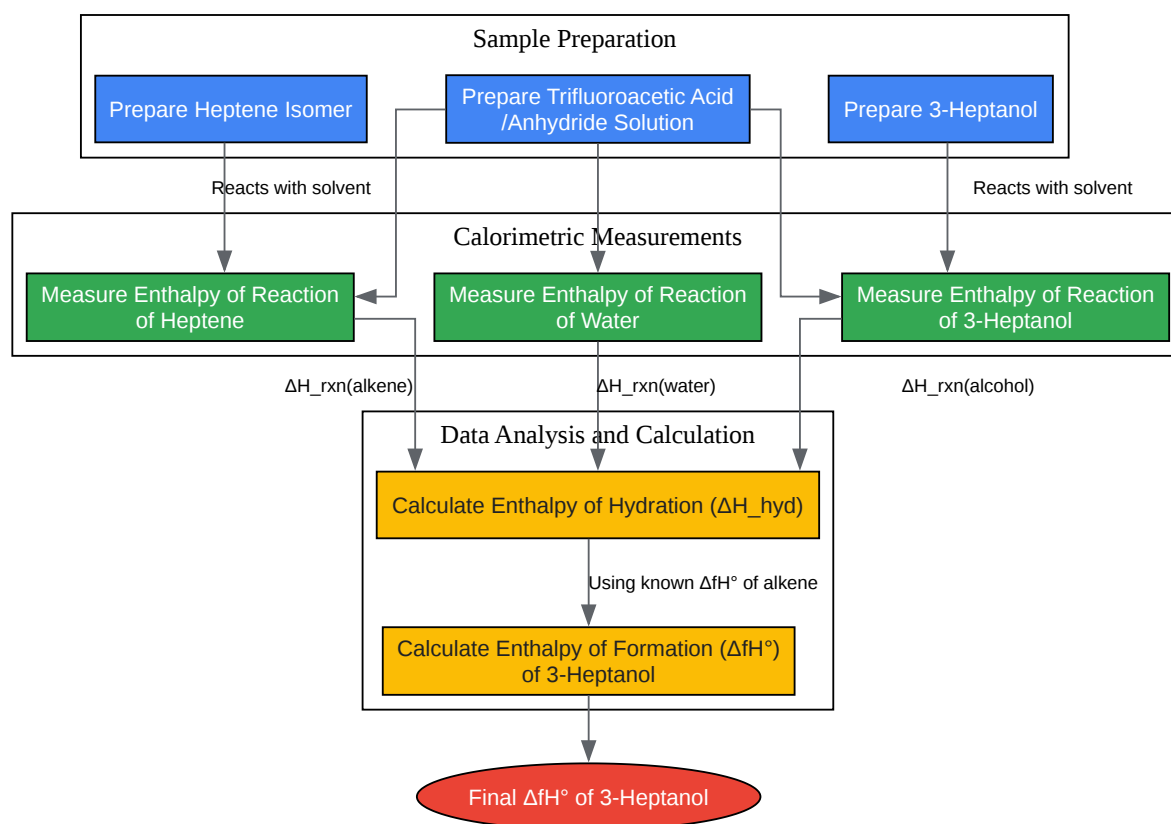 Sample Preparation
Prepare Heptene Isomer
Prepare Trifluoroacetic Acid
/Anhydride Solution
Prepare 3-Heptanol
Reacts with solvent
Reacts with solvent
Calorimetric Measurements
Measure Enthalpy of Reaction
of Heptene
Measure Enthalpy of Reaction
of Water
Measure Enthalpy of Reaction
of 3-Heptanol
ΔH_rxn(alkene)
ΔH_rxn(water)
ΔH_rxn(alcohol)
Data Analysis and Calculation
Calculate Enthalpy of Hydration (ΔH_hyd)
Using known ΔfH° of alkene
Calculate Enthalpy of Formation (ΔfH°)
of 3-Heptanol
Final ΔfH° of 3-Heptanol